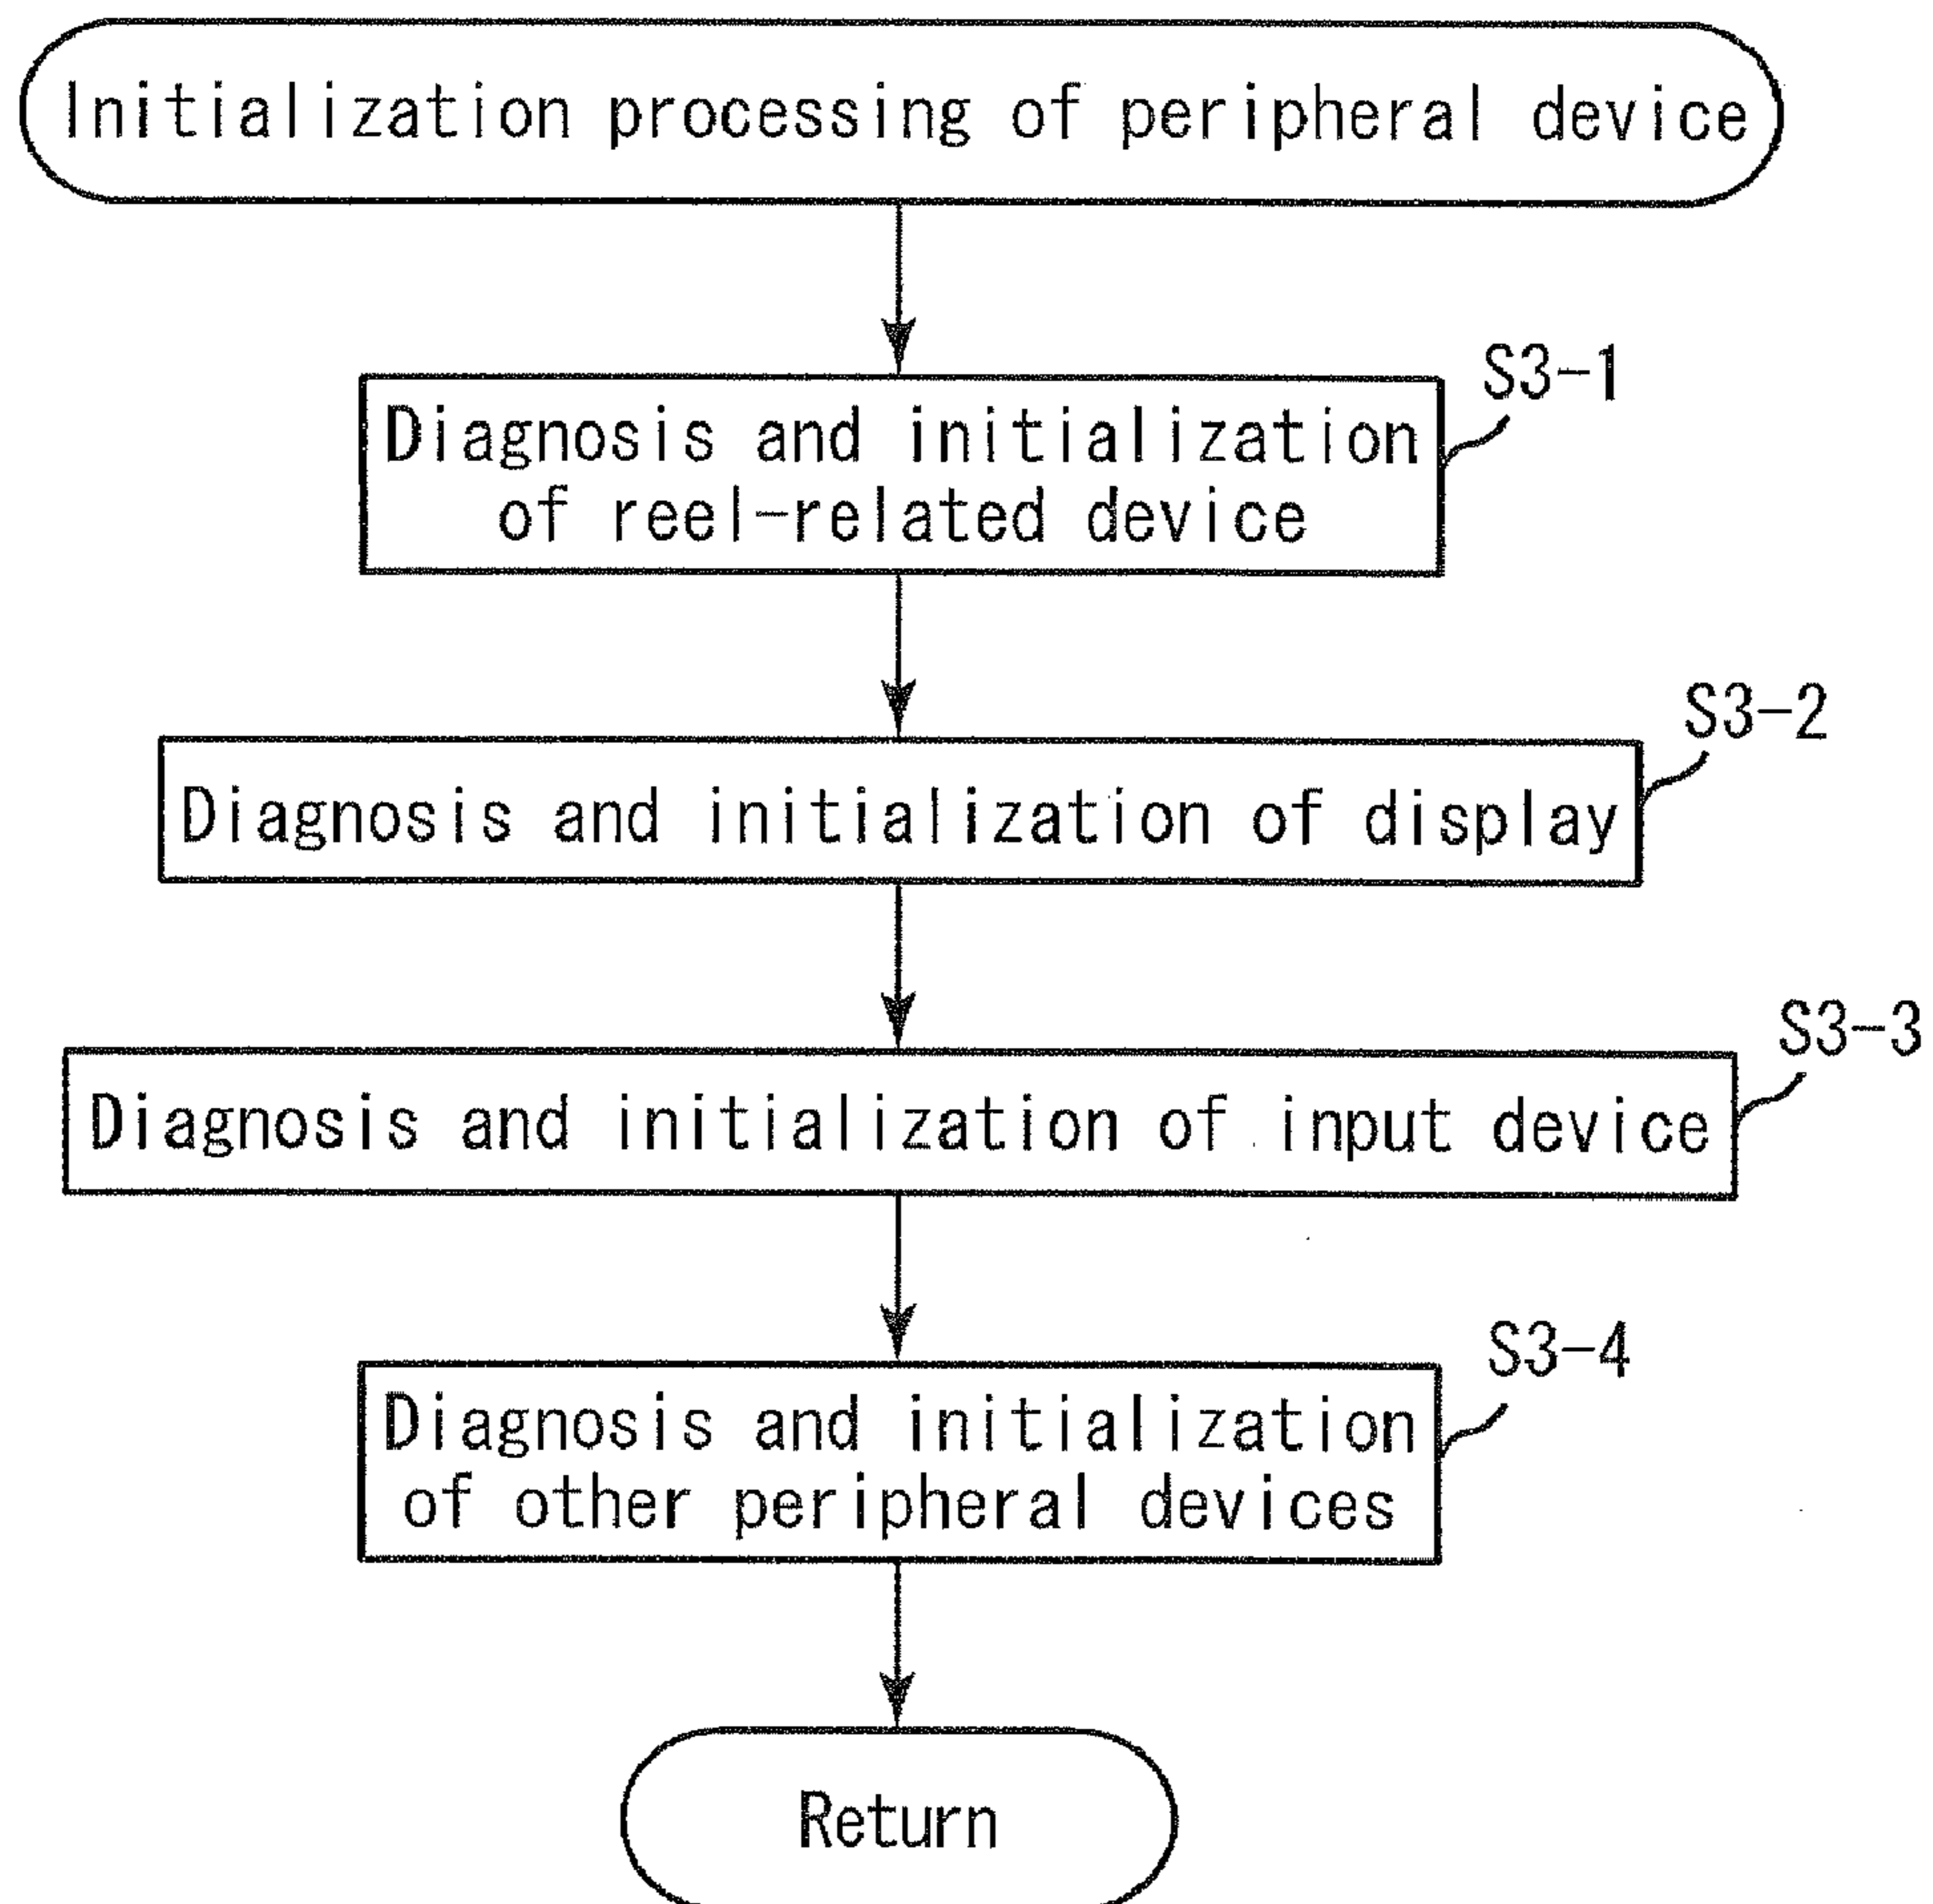 Initialization processing of peripheral device
S3-1
Diagnosis and initialization
of reel-related device
S3-2
Diagnosis and initialization of display
S3-3
Diagnosis and initialization of input device
S3-4
Diagnosis and initialization
of other peripheral devices
Return